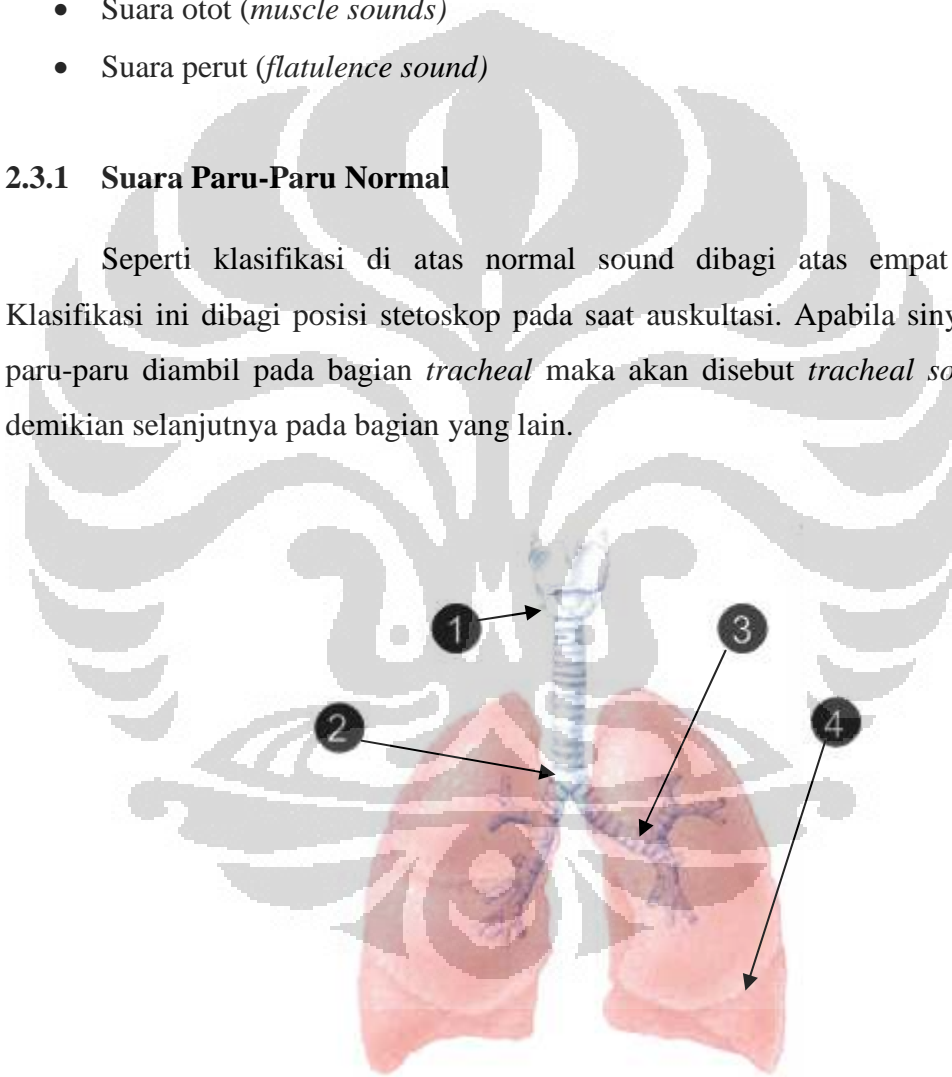 • Suara otot (muscle sounds)
• Suara perut (flatulence sound)
2.3.1 Suara Paru-Paru Normal
Seperti klasifikasi di atas normal sound dibagi atas empat
Klasifikasi ini dibagi posisi stetoskop pada saat auskultasi. Apabila
paru-paru diambil pada bagian tracheal maka akan disebut tracheal
demikian selanjutnya pada bagian yang lain.
1
3
2
4